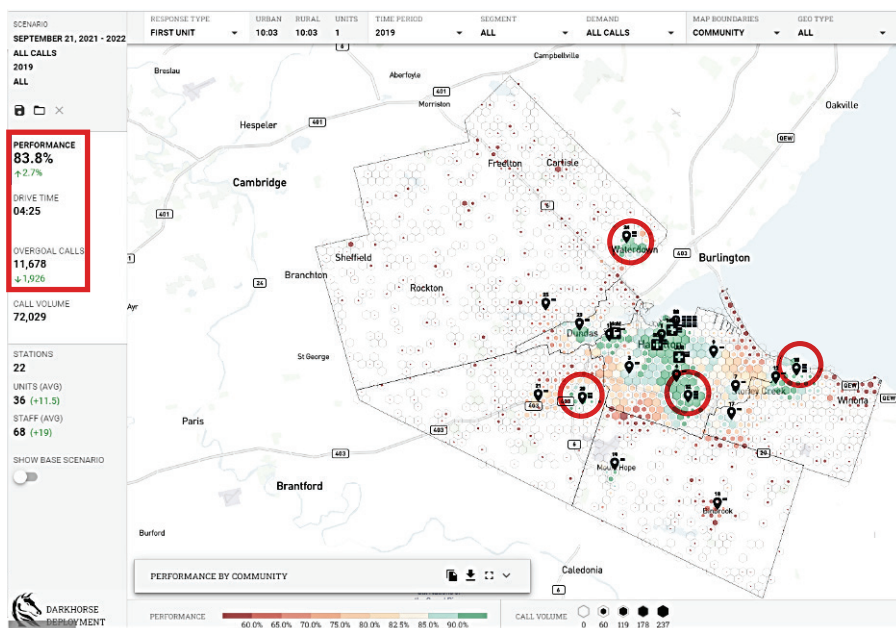 SCENARIO
SEPTEMBER 21, 2021 - 2022
ALL CALLS
2019
ALL
PERFORMANCE
83.8%
↑2.7%
DRIVE TIME
04:25
OVERGOAL CALLS
11,678
↓1,926
CALL VOLUME
72,029
STATIONS
22
UNITS (AVG)
36 (+11.5)
STAFF (AVG)
68 (+19)
SHOW BASE SCENARIO
DARKHORSE
DEPLOYMENT
RESPONSE TYPE
FIRST UNIT
URBAN
10:03
RURAL
10:03
UNITS
1
TIME PERIOD
2019
SEGMENT
ALL
DEMAND
ALL CALLS
MAP BOUNDARIES
COMMUNITY
GEO TYPE
ALL
Campbellville
Breslau
Aberfoyle
401
Morriston
Oakville
Hespeler
401
QEW
Freelton
Carlisle
Cambridge
401
Waterdown
403
Burlington
Sheffield
Branchton
24
Rockton
Ayr
Dundas
St George
403
QEW
Winona
QEW
Paris
403
6
20
403
Mount Hope
Brantford
Binbrook
Burford
Caledonia
6
PERFORMANCE BY COMMUNITY
PERFORMANCE
60.0% 65.0% 70.0% 75.0% 80.0% 82.5% 85.0% 90.0%
CALL VOLUME
0 60 119 178 237